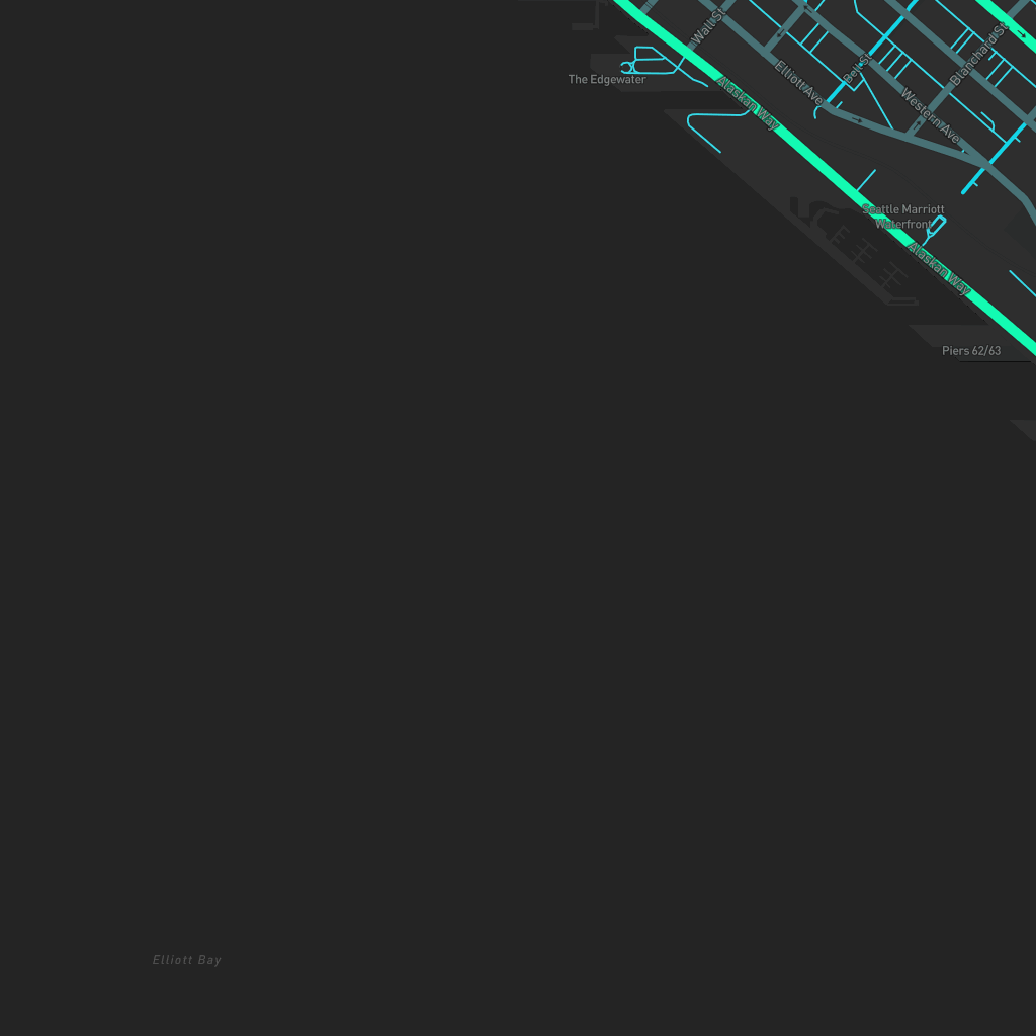 Wall St
Blanchard St
The Edgewater
Elliott Ave
Bell St
Alaskan Way
Western Ave
Seattle Marriott
Waterfront
Alaskan Way
Piers 62/63
Elliott Bay